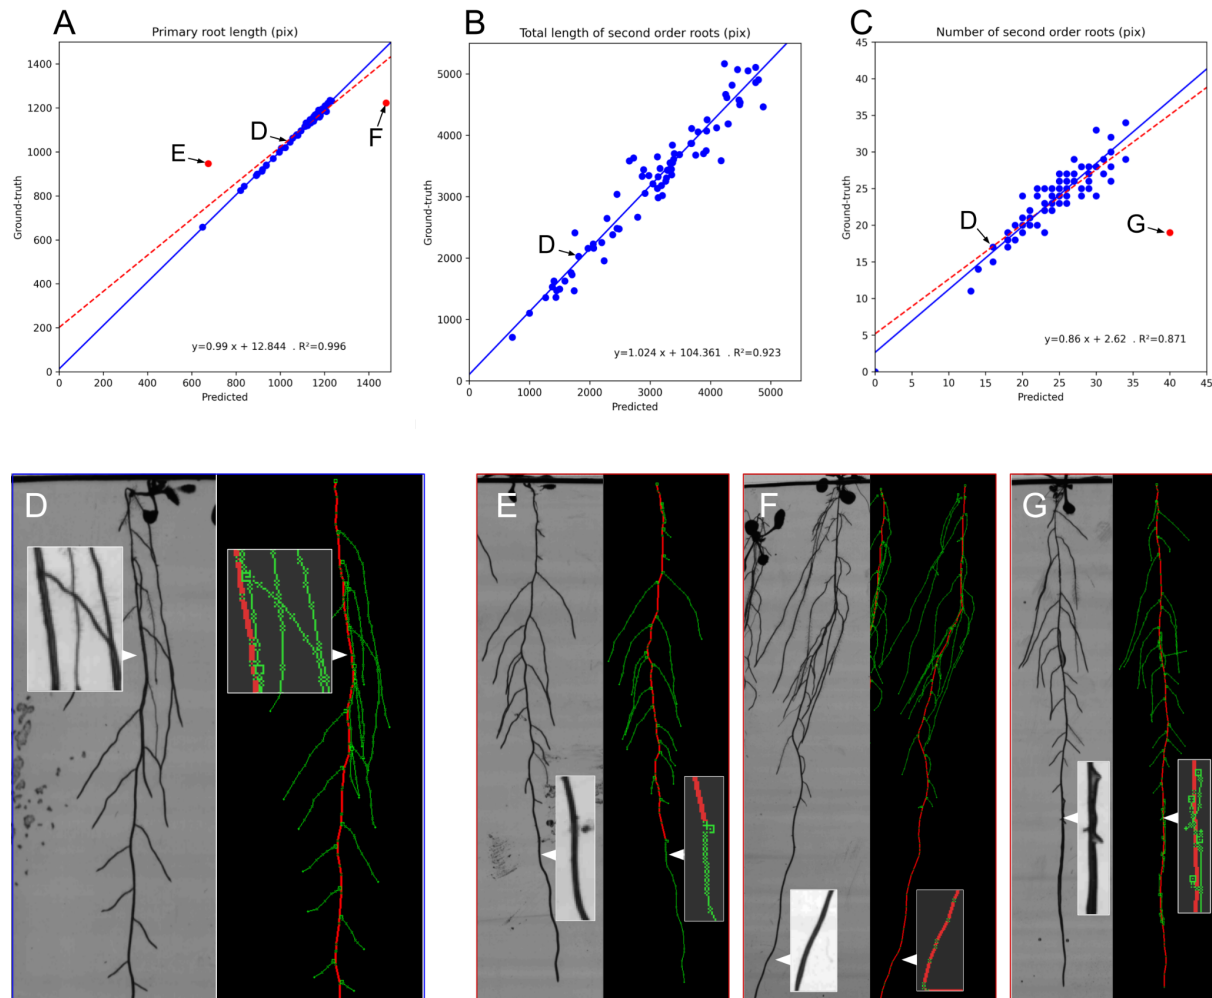 A
Primary root length (pix)
1400
1200
1000
800
600
400
200
0
0 200 400 600 800 1000 1200 1400
Ground-truth
Predicted
D
E
F
y=0.99 x + 12.844 . R²=0.996
B
Total length of second order roots (pix)
5000
4000
3000
2000
1000
0
0 1000 2000 3000 4000 5000
Ground-truth
Predicted
D
y=1.024 x + 104.361 . R²=0.923
C
Number of second order roots (pix)
45
40
35
30
25
20
15
10
5
0
0 5 10 15 20 25 30 35 40 45
Ground-truth
Predicted
D
G
y=0.86 x + 2.62 . R²=0.871
D
E
F
G